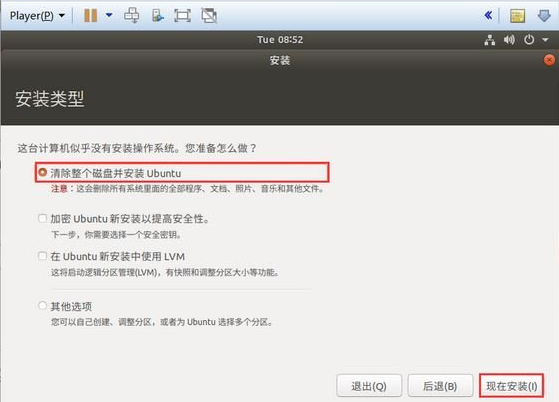 Player(P)
Tue 08:52
安装
安装类型
这台计算机似乎没有安装操作系统。您准备怎么做？
清除整个磁盘并安装 Ubuntu
注意：这会删除所有系统里面的全部程序、文档、照片、音乐和其他文件。
加密 Ubuntu 新安装以提高安全性。
下一步，你需要选择一个安全密钥。
在 Ubuntu 新安装中使用 LVM
这将启动逻辑分区管理(LVM)，有快照和调整分区大小等功能。
其他选项
您可以自己创建、调整分区，或者为 Ubuntu 选择多个分区。
退出(Q)
后退(B)
现在安装(I)